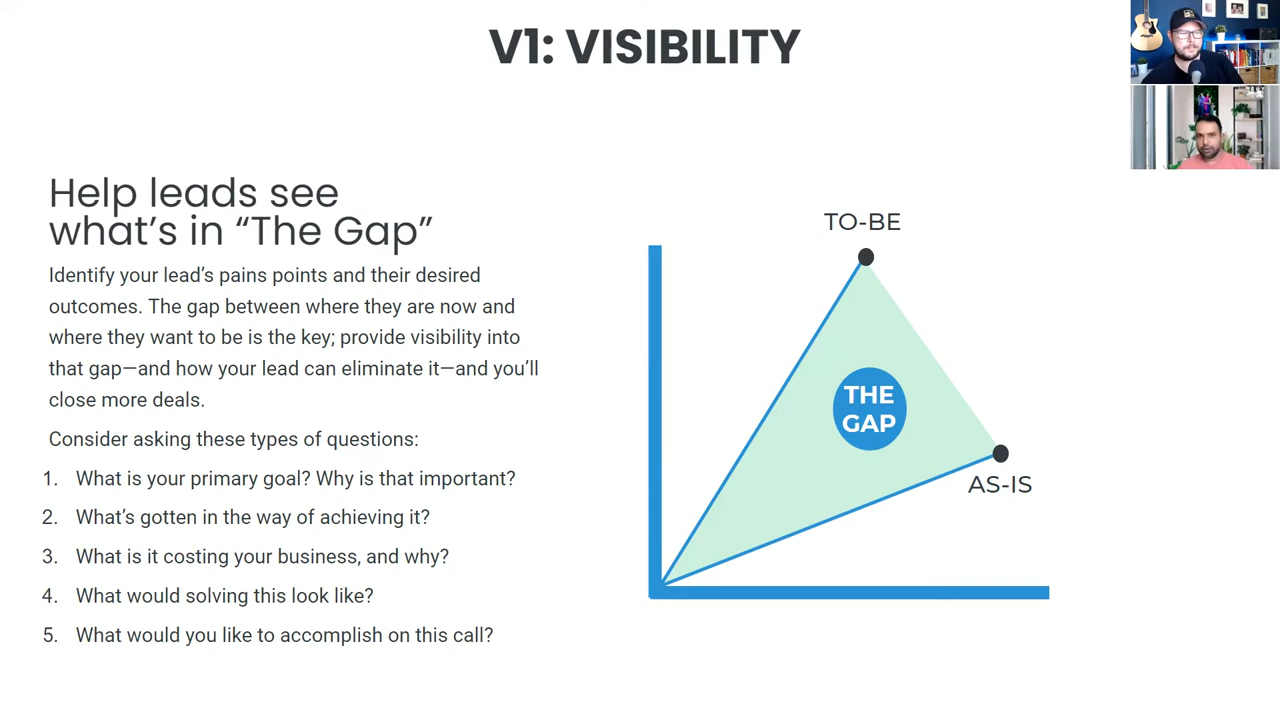 V1: VISIBILITY
Help leads see
what's in “The Gap”
Identify your lead's pains points and their desired
outcomes. The gap between where they are now and
where they want to be is the key; provide visibility into
that gap—and how your lead can eliminate it—and you'll
close more deals.
Consider asking these types of questions:
1. What is your primary goal? Why is that important?
2. What's gotten in the way of achieving it?
3. What is it costing your business, and why?
4. What would solving this look like?
5. What would you like to accomplish on this call?
TO-BE
THE
GAP
AS-IS